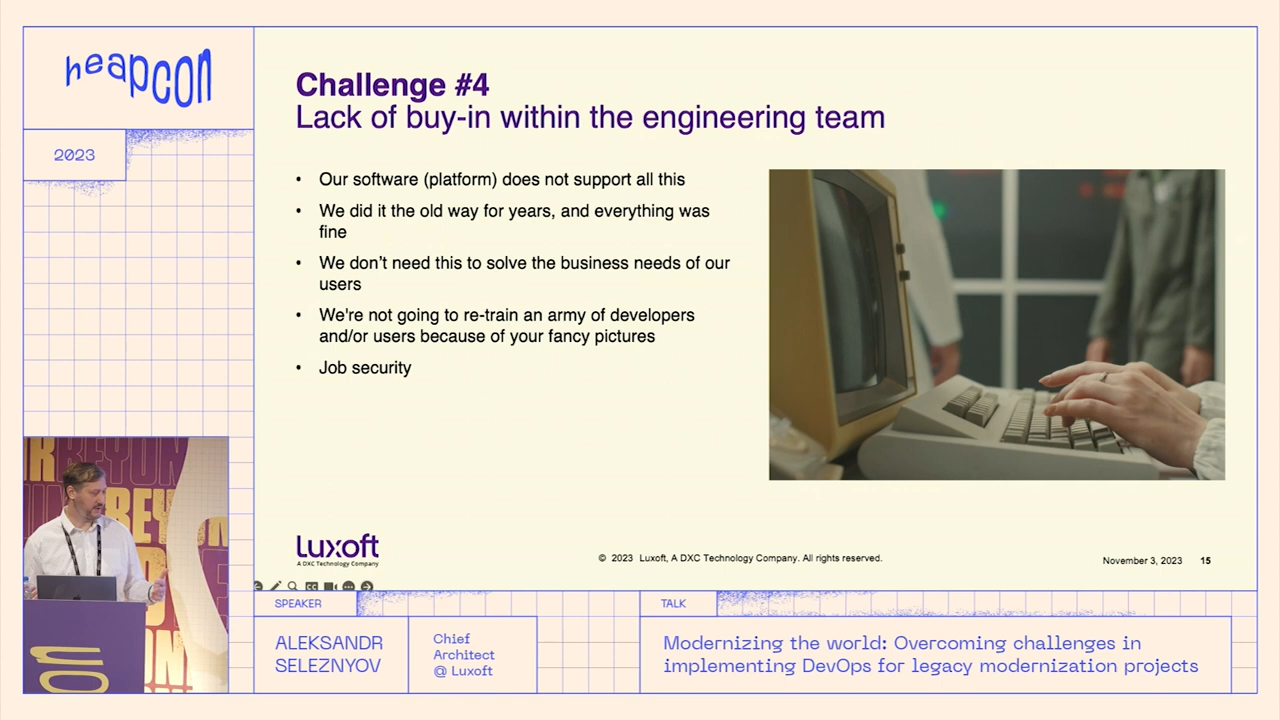 heapcon
2023
Challenge #4
Lack of buy-in within the engineering team
• Our software (platform) does not support all this
• We did it the old way for years, and everything was
fine
• We don't need this to solve the business needs of our
users
• We're not going to re-train an army of developers
and/or users because of your fancy pictures
• Job security
Luxoft
A DXC Technology Company
© 2023 Luxoft, A DXC Technology Company. All rights reserved.
November 3, 2023 15
SPEAKER
ALEKSANDR
SELEZNYOV
Chief
Architect
@ Luxoft
TALK
Modernizing the world: Overcoming challenges in
implementing DevOps for legacy modernization projects